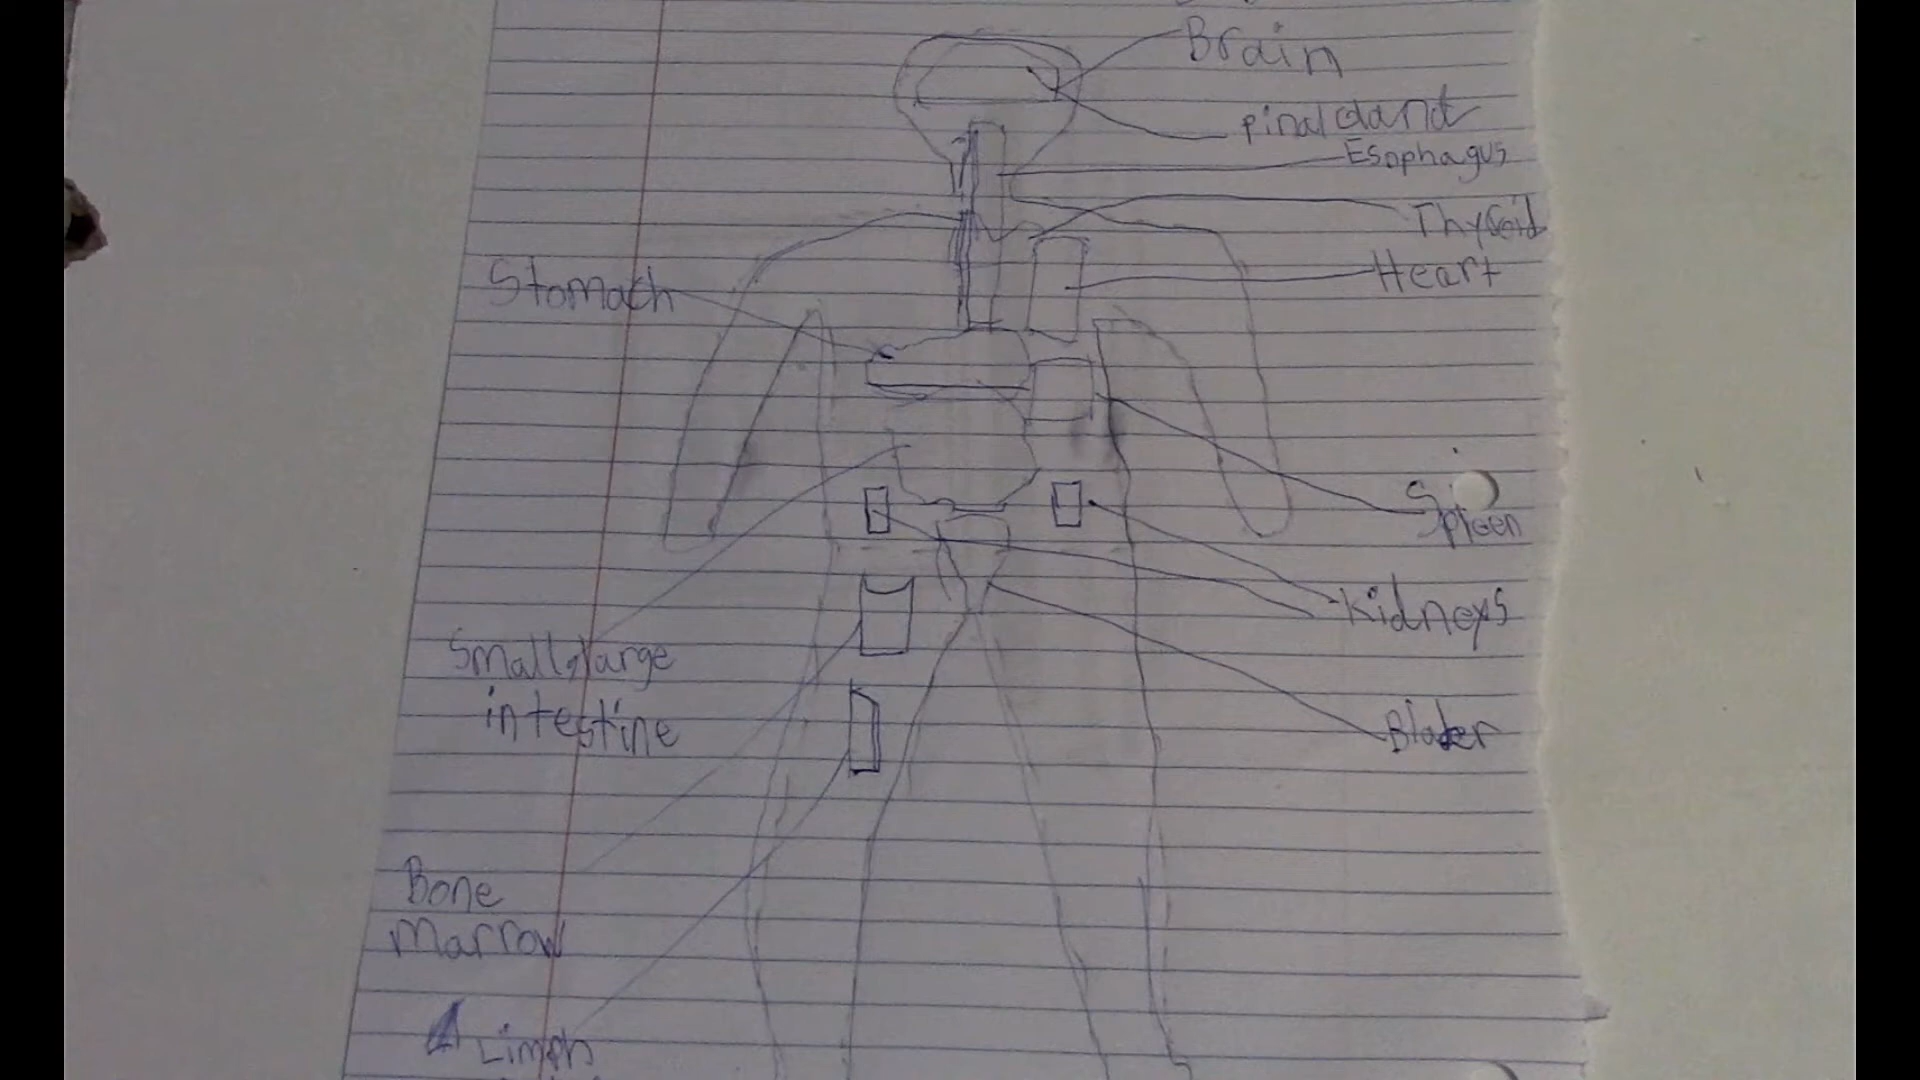 Brain
pinal Gland
Esophagus
Thyroid
Heart
Stomach
Spleen
Kidneys
Small & large
intestine
Blader
Bone
Marrow
Limph